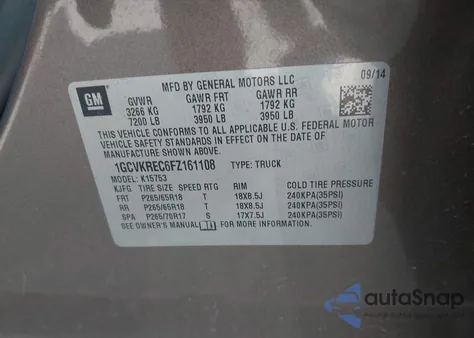 09/14
GM
MFD BY GENERAL MOTORS LLC
GVWR GAWR FRT GAWR RR
3266 KG 1792 KG 1792 KG
7200 LB 3950 LB 3950 LB
THIS VEHICLE CONFORMS TO ALL APPLICABLE U.S. FEDERAL MOTOR
VEHICLE SAFETY STANDARDS IN EFFECT ON THE DATE OF
MANUFACTURE SHOWN ABOVE.
1GCVKREC6FZ161108 TYPE: TRUCK
MODEL: K15753
KJFG TIRE SIZE SPEED RTG RIM COLD TIRE PRESSURE
FRT P265/65R18 T 18X8.5J 240KPA(35PSI)
RR P265/65R18 T 18X8.5J 240KPA(35PSI)
SPA P265/70R17 S 17X7.5J 240KPA(35PSI)
SEE OWNER'S MANUAL FOR MORE INFORMATION.
autoSnap